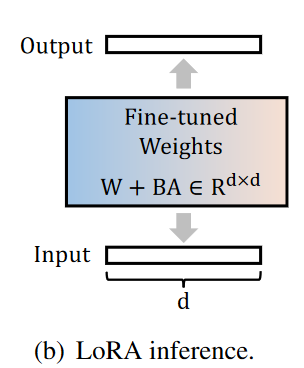 Output
Fine-tuned
Weights
W + BA ∈ R^{d×d}
Input
d
(b) LoRA inference.